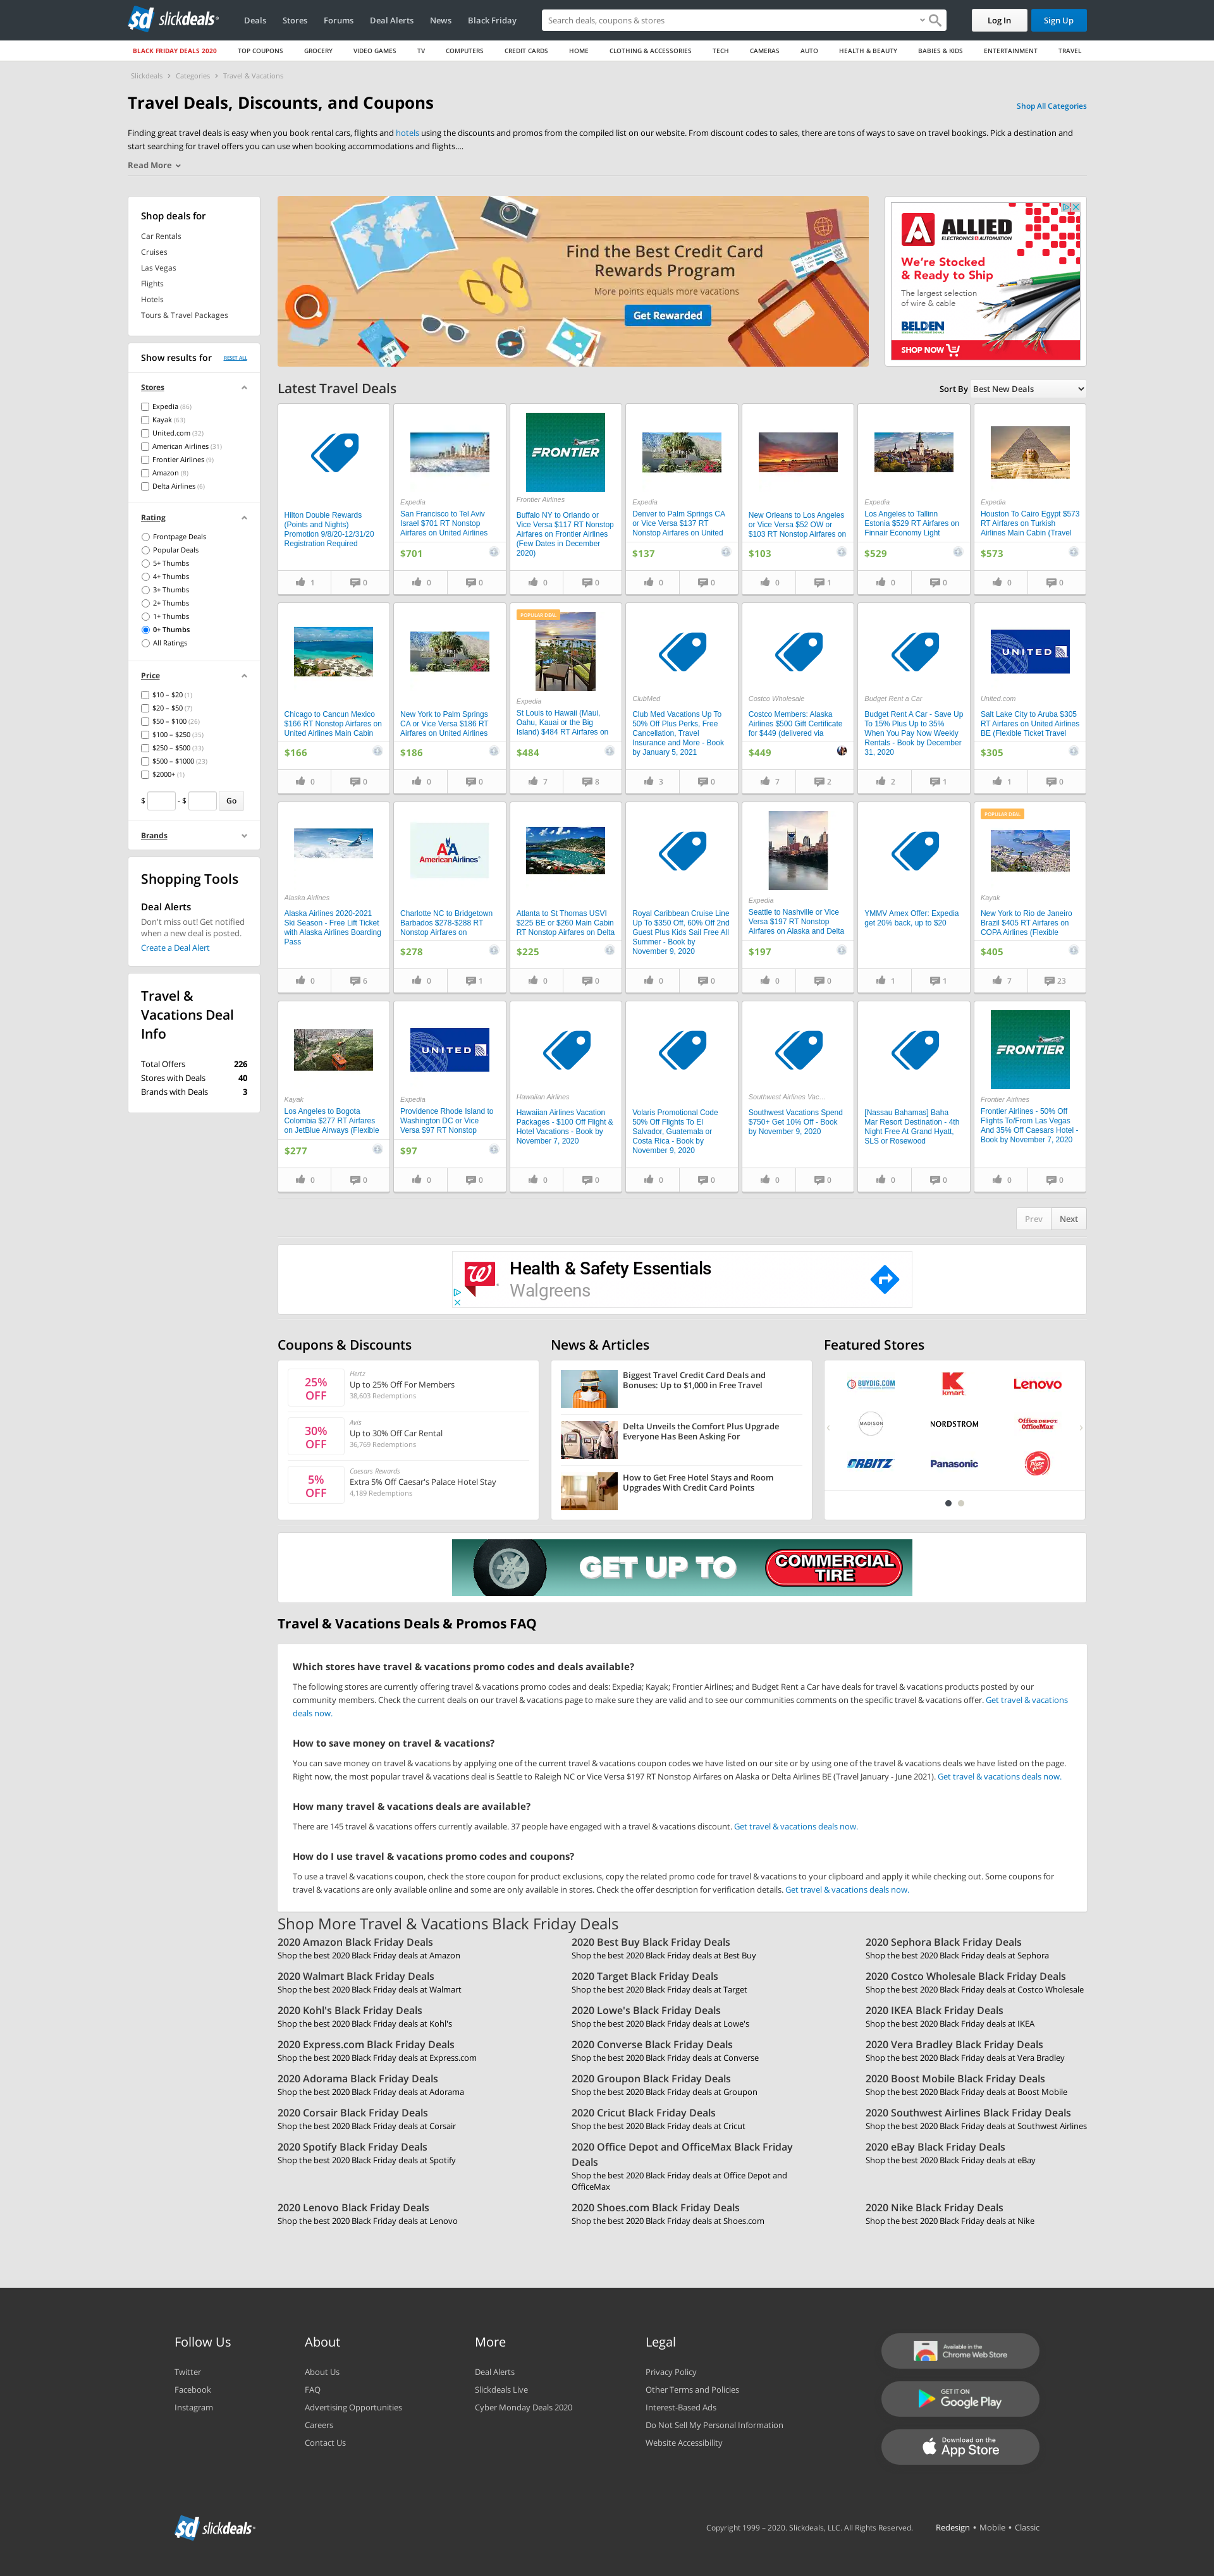 slickdeals
Deals Stores Forums Deal Alerts News Black Friday
Search deals, coupons & stores
Log In
Sign Up
BLACK FRIDAY DEALS 2020 TOP COUPONS GROCERY VIDEO GAMES TV COMPUTERS CREDIT CARDS HOME CLOTHING & ACCESSORIES TECH CAMERAS AUTO HEALTH & BEAUTY BABIES & KIDS ENTERTAINMENT TRAVEL
Slickdeals > Categories > Travel & Vacations
Travel Deals, Discounts, and Coupons
Shop All Categories
Finding great travel deals is easy when you book rental cars, flights and hotels using the discounts and promos from the compiled list on our website. From discount codes to sales, there are tons of ways to save on travel bookings. Pick a destination and
start searching for travel offers you can use when booking accommodations and flights....
Read More
Shop deals for
Car Rentals
Cruises
Las Vegas
Flights
Hotels
Tours & Travel Packages
Show results for RESET ALL
Stores
Expedia (86)
Kayak (63)
United.com (32)
American Airlines (31)
Frontier Airlines (9)
Amazon (8)
Delta Airlines (6)
Rating
Frontpage Deals
Popular Deals
5+ Thumbs
4+ Thumbs
3+ Thumbs
2+ Thumbs
1+ Thumbs
0+ Thumbs
All Ratings
Price
$10 – $20 (1)
$20 – $50 (7)
$50 – $100 (26)
$100 – $250 (35)
$250 – $500 (33)
$500 – $1000 (23)
$2000+ (1)
$ - $ Go
Brands
Shopping Tools
Deal Alerts
Don't miss out! Get notified
when a new deal is posted.
Create a Deal Alert
Travel &
Vacations Deal
Info
Total Offers 226
Stores with Deals 40
Brands with Deals 3
Find the Best Credit Card
Rewards Program
More points equals more vacations
Get Rewarded
PASSPORT
ALLIED
ELECTRONICS & AUTOMATION
We're Stocked
& Ready to Ship
The largest selection
of wire & cable
BELDEN
SHOP NOW
Latest Travel Deals
Sort By Best New Deals
Hilton Double Rewards
(Points and Nights)
Promotion 9/8/20-12/31/20
Registration Required
1 0
Expedia
San Francisco to Tel Aviv
Israel $701 RT Nonstop
Airfares on United Airlines
$701
0 0
FRONTIER
Frontier Airlines
Buffalo NY to Orlando or
Vice Versa $117 RT Nonstop
Airfares on Frontier Airlines
(Few Dates in December
2020)
0 0
Expedia
Denver to Palm Springs CA
or Vice Versa $137 RT
Nonstop Airfares on United
$137
0 0
New Orleans to Los Angeles
or Vice Versa $52 OW or
$103 RT Nonstop Airfares on
$103
0 1
Expedia
Los Angeles to Tallinn
Estonia $529 RT Airfares on
Finnair Economy Light
$529
0 0
Expedia
Houston To Cairo Egypt $573
RT Airfares on Turkish
Airlines Main Cabin (Travel
$573
0 0
Chicago to Cancun Mexico
$166 RT Nonstop Airfares on
United Airlines Main Cabin
$166
0 0
New York to Palm Springs
CA or Vice Versa $186 RT
Airfares on United Airlines
$186
0 0
POPULAR DEAL
Expedia
St Louis to Hawaii (Maui,
Oahu, Kauai or the Big
Island) $484 RT Airfares on
$484
7 8
ClubMed
Club Med Vacations Up To
50% Off Plus Perks, Free
Cancellation, Travel
Insurance and More - Book
by January 5, 2021
3 0
Costco Wholesale
Costco Members: Alaska
Airlines $500 Gift Certificate
for $449 (delivered via
$449
7 2
Budget Rent a Car
Budget Rent A Car - Save Up
To 15% Plus Up to 35%
When You Pay Now Weekly
Rentals - Book by December
31, 2020
2 1
UNITED
United.com
Salt Lake City to Aruba $305
RT Airfares on United Airlines
BE (Flexible Ticket Travel
$305
1 0
Alaska Airlines
Alaska Airlines 2020-2021
Ski Season - Free Lift Ticket
with Alaska Airlines Boarding
Pass
0 6
AA
AmericanAirlines
Charlotte NC to Bridgetown
Barbados $278-$288 RT
Nonstop Airfares on
$278
0 1
Atlanta to St Thomas USVI
$225 BE or $260 Main Cabin
RT Nonstop Airfares on Delta
$225
0 0
Royal Caribbean Cruise Line
Up To $350 Off, 60% Off 2nd
Guest Plus Kids Sail Free All
Summer - Book by
November 9, 2020
0 0
Expedia
Seattle to Nashville or Vice
Versa $197 RT Nonstop
Airfares on Alaska and Delta
$197
0 0
YMMV Amex Offer: Expedia
get 20% back, up to $20
1 1
POPULAR DEAL
Kayak
New York to Rio de Janeiro
Brazil $405 RT Airfares on
COPA Airlines (Flexible
$405
7 23
Kayak
Los Angeles to Bogota
Colombia $277 RT Airfares
on JetBlue Airways (Flexible
$277
0 0
UNITED
Expedia
Providence Rhode Island to
Washington DC or Vice
Versa $97 RT Nonstop
$97
0 0
Hawaiian Airlines
Hawaiian Airlines Vacation
Packages - $100 Off Flight &
Hotel Vacations - Book by
November 7, 2020
0 0
Volaris Promotional Code
50% Off Flights To El
Salvador, Guatemala or
Costa Rica - Book by
November 9, 2020
0 0
Southwest Airlines Vac...
Southwest Vacations Spend
$750+ Get 10% Off - Book
by November 9, 2020
0 0
[Nassau Bahamas] Baha
Mar Resort Destination - 4th
Night Free At Grand Hyatt,
SLS or Rosewood
0 0
FRONTIER
Frontier Airlines
Frontier Airlines - 50% Off
Flights To/From Las Vegas
And 35% Off Caesars Hotel -
Book by November 7, 2020
0 0
Prev Next
Health & Safety Essentials
Walgreens
Coupons & Discounts
25%
OFF
Hertz
Up to 25% Off For Members
38,603 Redemptions
30%
OFF
Avis
Up to 30% Off Car Rental
36,769 Redemptions
5%
OFF
Caesars Rewards
Extra 5% Off Caesar's Palace Hotel Stay
4,189 Redemptions
News & Articles
Biggest Travel Credit Card Deals and
Bonuses: Up to $1,000 in Free Travel
Delta Unveils the Comfort Plus Upgrade
Everyone Has Been Asking For
How to Get Free Hotel Stays and Room
Upgrades With Credit Card Points
Featured Stores
BUYDIG.COM
kmart
Lenovo
MADISON
NORDSTROM
Office DEPOT
OfficeMax
ORBITZ
Panasonic
Pizza Hut
GET UP TO
COMMERCIAL
TIRE
Travel & Vacations Deals & Promos FAQ
Which stores have travel & vacations promo codes and deals available?
The following stores are currently offering travel & vacations promo codes and deals: Expedia; Kayak; Frontier Airlines; and Budget Rent a Car have deals for travel & vacations products posted by our
community members. Check the current deals on our travel & vacations page to make sure they are valid and to see our communities comments on the specific travel & vacations offer. Get travel & vacations
deals now.
How to save money on travel & vacations?
You can save money on travel & vacations by applying one of the current travel & vacations coupon codes we have listed on our site or by using one of the travel & vacations deals we have listed on the page.
Right now, the most popular travel & vacations deal is Seattle to Raleigh NC or Vice Versa $197 RT Nonstop Airfares on Alaska or Delta Airlines BE (Travel January - June 2021). Get travel & vacations deals now.
How many travel & vacations deals are available?
There are 145 travel & vacations offers currently available. 37 people have engaged with a travel & vacations discount. Get travel & vacations deals now.
How do I use travel & vacations promo codes and coupons?
To use a travel & vacations coupon, check the store coupon for product exclusions, copy the related promo code for travel & vacations to your clipboard and apply it while checking out. Some coupons for
travel & vacations are only available online and some are only available in stores. Check the offer description for verification details. Get travel & vacations deals now.
Shop More Travel & Vacations Black Friday Deals
2020 Amazon Black Friday Deals
Shop the best 2020 Black Friday deals at Amazon
2020 Best Buy Black Friday Deals
Shop the best 2020 Black Friday deals at Best Buy
2020 Sephora Black Friday Deals
Shop the best 2020 Black Friday deals at Sephora
2020 Walmart Black Friday Deals
Shop the best 2020 Black Friday deals at Walmart
2020 Target Black Friday Deals
Shop the best 2020 Black Friday deals at Target
2020 Costco Wholesale Black Friday Deals
Shop the best 2020 Black Friday deals at Costco Wholesale
2020 Kohl's Black Friday Deals
Shop the best 2020 Black Friday deals at Kohl's
2020 Lowe's Black Friday Deals
Shop the best 2020 Black Friday deals at Lowe's
2020 IKEA Black Friday Deals
Shop the best 2020 Black Friday deals at IKEA
2020 Express.com Black Friday Deals
Shop the best 2020 Black Friday deals at Express.com
2020 Converse Black Friday Deals
Shop the best 2020 Black Friday deals at Converse
2020 Vera Bradley Black Friday Deals
Shop the best 2020 Black Friday deals at Vera Bradley
2020 Adorama Black Friday Deals
Shop the best 2020 Black Friday deals at Adorama
2020 Groupon Black Friday Deals
Shop the best 2020 Black Friday deals at Groupon
2020 Boost Mobile Black Friday Deals
Shop the best 2020 Black Friday deals at Boost Mobile
2020 Corsair Black Friday Deals
Shop the best 2020 Black Friday deals at Corsair
2020 Cricut Black Friday Deals
Shop the best 2020 Black Friday deals at Cricut
2020 Southwest Airlines Black Friday Deals
Shop the best 2020 Black Friday deals at Southwest Airlines
2020 Spotify Black Friday Deals
Shop the best 2020 Black Friday deals at Spotify
2020 Office Depot and OfficeMax Black Friday
Deals
Shop the best 2020 Black Friday deals at Office Depot and
OfficeMax
2020 eBay Black Friday Deals
Shop the best 2020 Black Friday deals at eBay
2020 Lenovo Black Friday Deals
Shop the best 2020 Black Friday deals at Lenovo
2020 Shoes.com Black Friday Deals
Shop the best 2020 Black Friday deals at Shoes.com
2020 Nike Black Friday Deals
Shop the best 2020 Black Friday deals at Nike
Follow Us
Twitter
Facebook
Instagram
About
About Us
FAQ
Advertising Opportunities
Careers
Contact Us
More
Deal Alerts
Slickdeals Live
Cyber Monday Deals 2020
Legal
Privacy Policy
Other Terms and Policies
Interest-Based Ads
Do Not Sell My Personal Information
Website Accessibility
Available in the
Chrome Web Store
GET IT ON
Google Play
Download on the
App Store
slickdeals
Copyright 1999 – 2020. Slickdeals, LLC. All Rights Reserved.
Redesign • Mobile • Classic